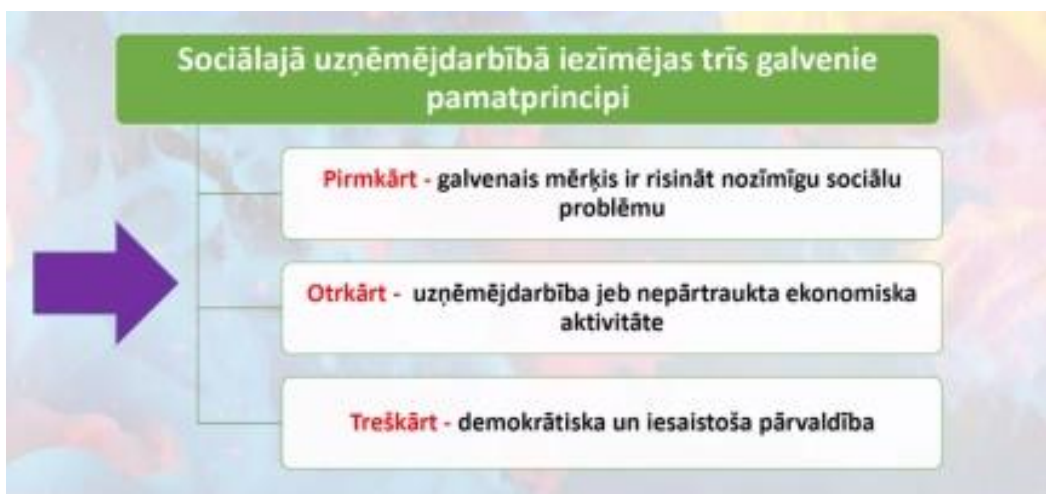 Sociālajā uzņēmējdarbībā iezīmējas trīs galvenie
pamatprincipi
Pirmkārt - galvenais mērķis ir risināt nozīmīgu sociālu
problēmu
Otrkārt - uzņēmējdarbība jeb nepārtraukta ekonomiska
aktivitāte
Treškārt - demokrātiska un iesaistoša pārvaldība